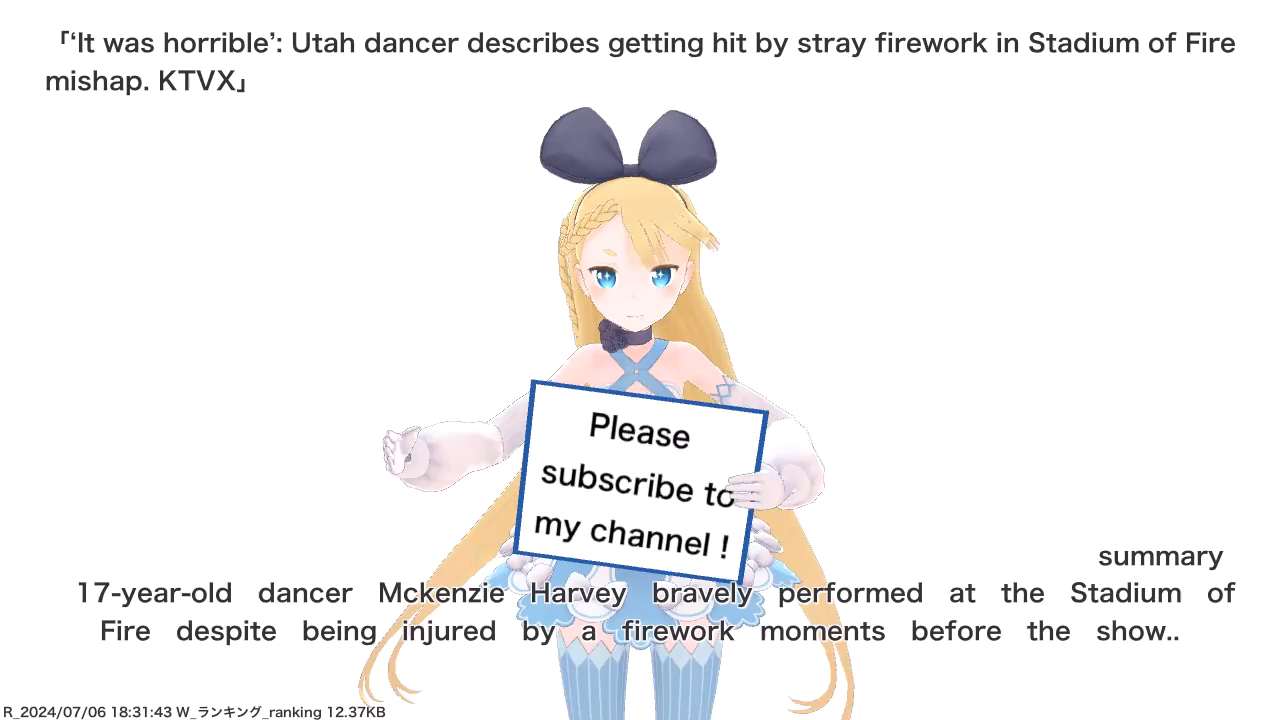 「‘It was horrible’: Utah dancer describes getting hit by stray firework in Stadium of Fire
mishap. KTVX」
Please
subscribe to
my channel !
summary
17-year-old dancer Mckenzie Harvey bravely performed at the Stadium of
Fire despite being injured by a firework moments before the show..
R_2024/07/06 18:31:43 W_ランキング_ranking 12.37KB